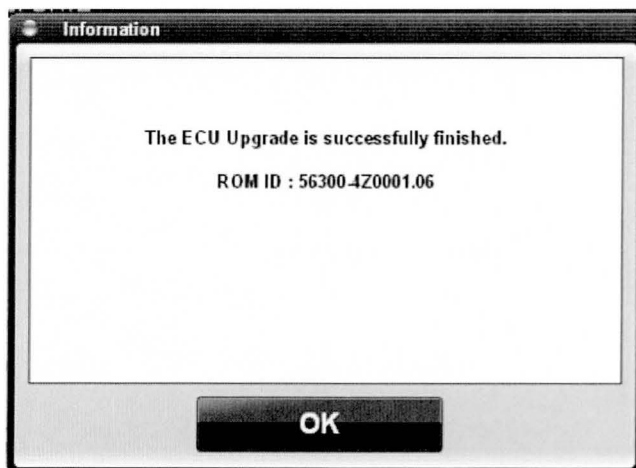 Information
The ECU Upgrade is successfully finished.
ROM ID : 56300-4Z0001.06
OK